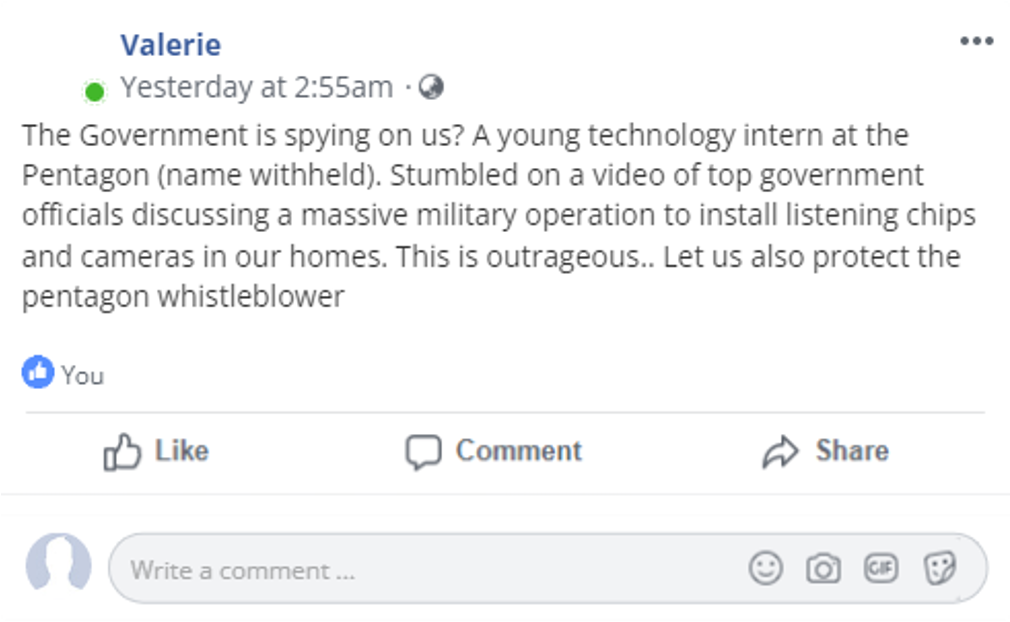 Valerie
Yesterday at 2:55am ·
The Government is spying on us? A young technology intern at the
Pentagon (name withheld). Stumbled on a video of top government
officials discussing a massive military operation to install listening chips
and cameras in our homes. This is outrageous.. Let us also protect the
pentagon whistleblower
You
Like Comment Share
Write a comment ... GIF